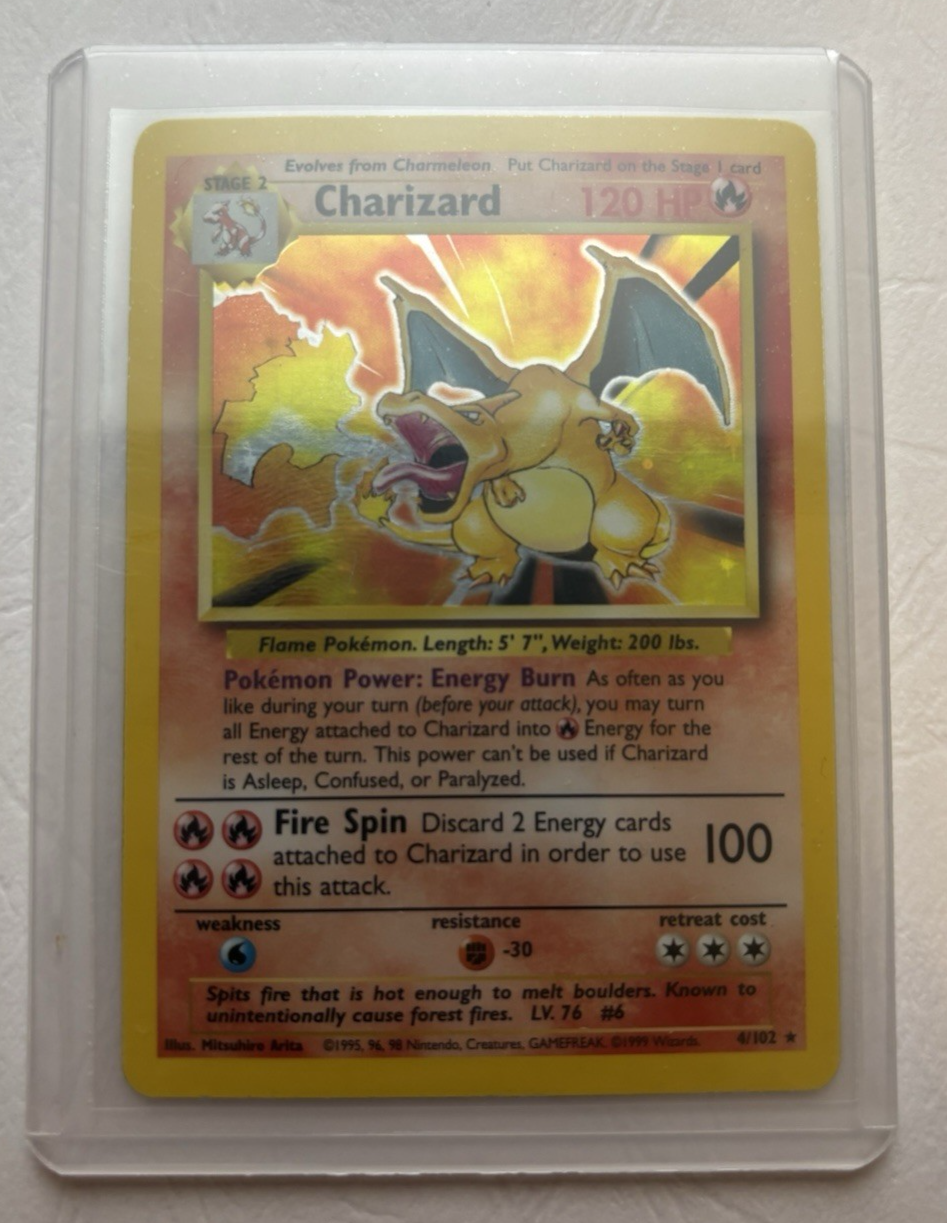 Evolves from Charmeleon Put Charizard on the Stage 1 card
STAGE 2
Charizard 120 HP
Flame Pokémon. Length: 5' 7", Weight: 200 lbs.
Pokémon Power: Energy Burn As often as you
like during your turn (before your attack), you may turn
all Energy attached to Charizard into Energy for the
rest of the turn. This power can't be used if Charizard
is Asleep, Confused, or Paralyzed.
Fire Spin Discard 2 Energy cards
attached to Charizard in order to use 100
this attack.
weakness resistance retreat cost
-30
Spits fire that is hot enough to melt boulders. Known to
unintentionally cause forest fires. LV. 76 #6
Illus. Mitsuhiro Arita ©1995, 96, 98 Nintendo, Creatures, GAMEFREAK. ©1999 Wizards. 4/102 ★